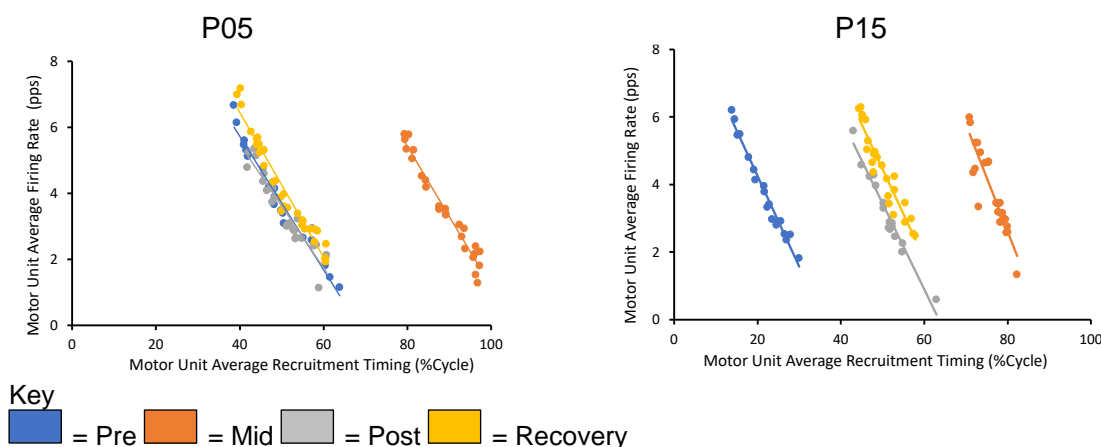 P05
Motor Unit Average Firing Rate (pps)
8
6
4
2
0
0 20 40 60 80 100
Motor Unit Average Recruitment Timing (%Cycle)
P15
Motor Unit Average Firing Rate (pps)
8
6
4
2
0
0 20 40 60 80 100
Motor Unit Average Recruitment Timing (%Cycle)
Key
= Pre = Mid = Post = Recovery